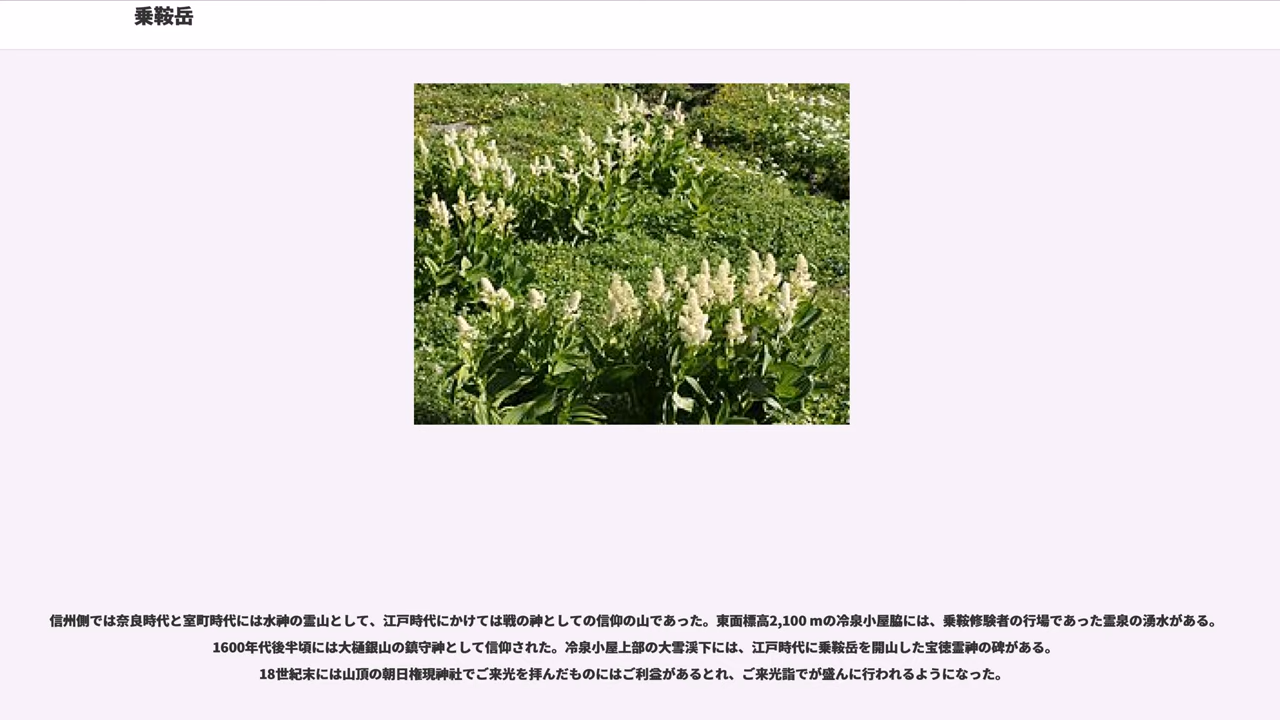 乗鞍岳
信州側では奈良時代と室町時代には水神の霊山として、江戸時代にかけては戦の神としての信仰の山であった。東面標高2,100 mの冷泉小屋脇には、乗鞍修験者の行場であった霊泉の湧水がある。
1600年代後半頃には大樋銀山の鎮守神として信仰された。冷泉小屋上部の大雪渓下には、江戸時代に乗鞍岳を開山した宝徳霊神の碑がある。
18世紀末には山頂の朝日権現神社でご来光を拝んだものにはご利益があるとれ、ご来光詣でが盛んに行われるようになった。